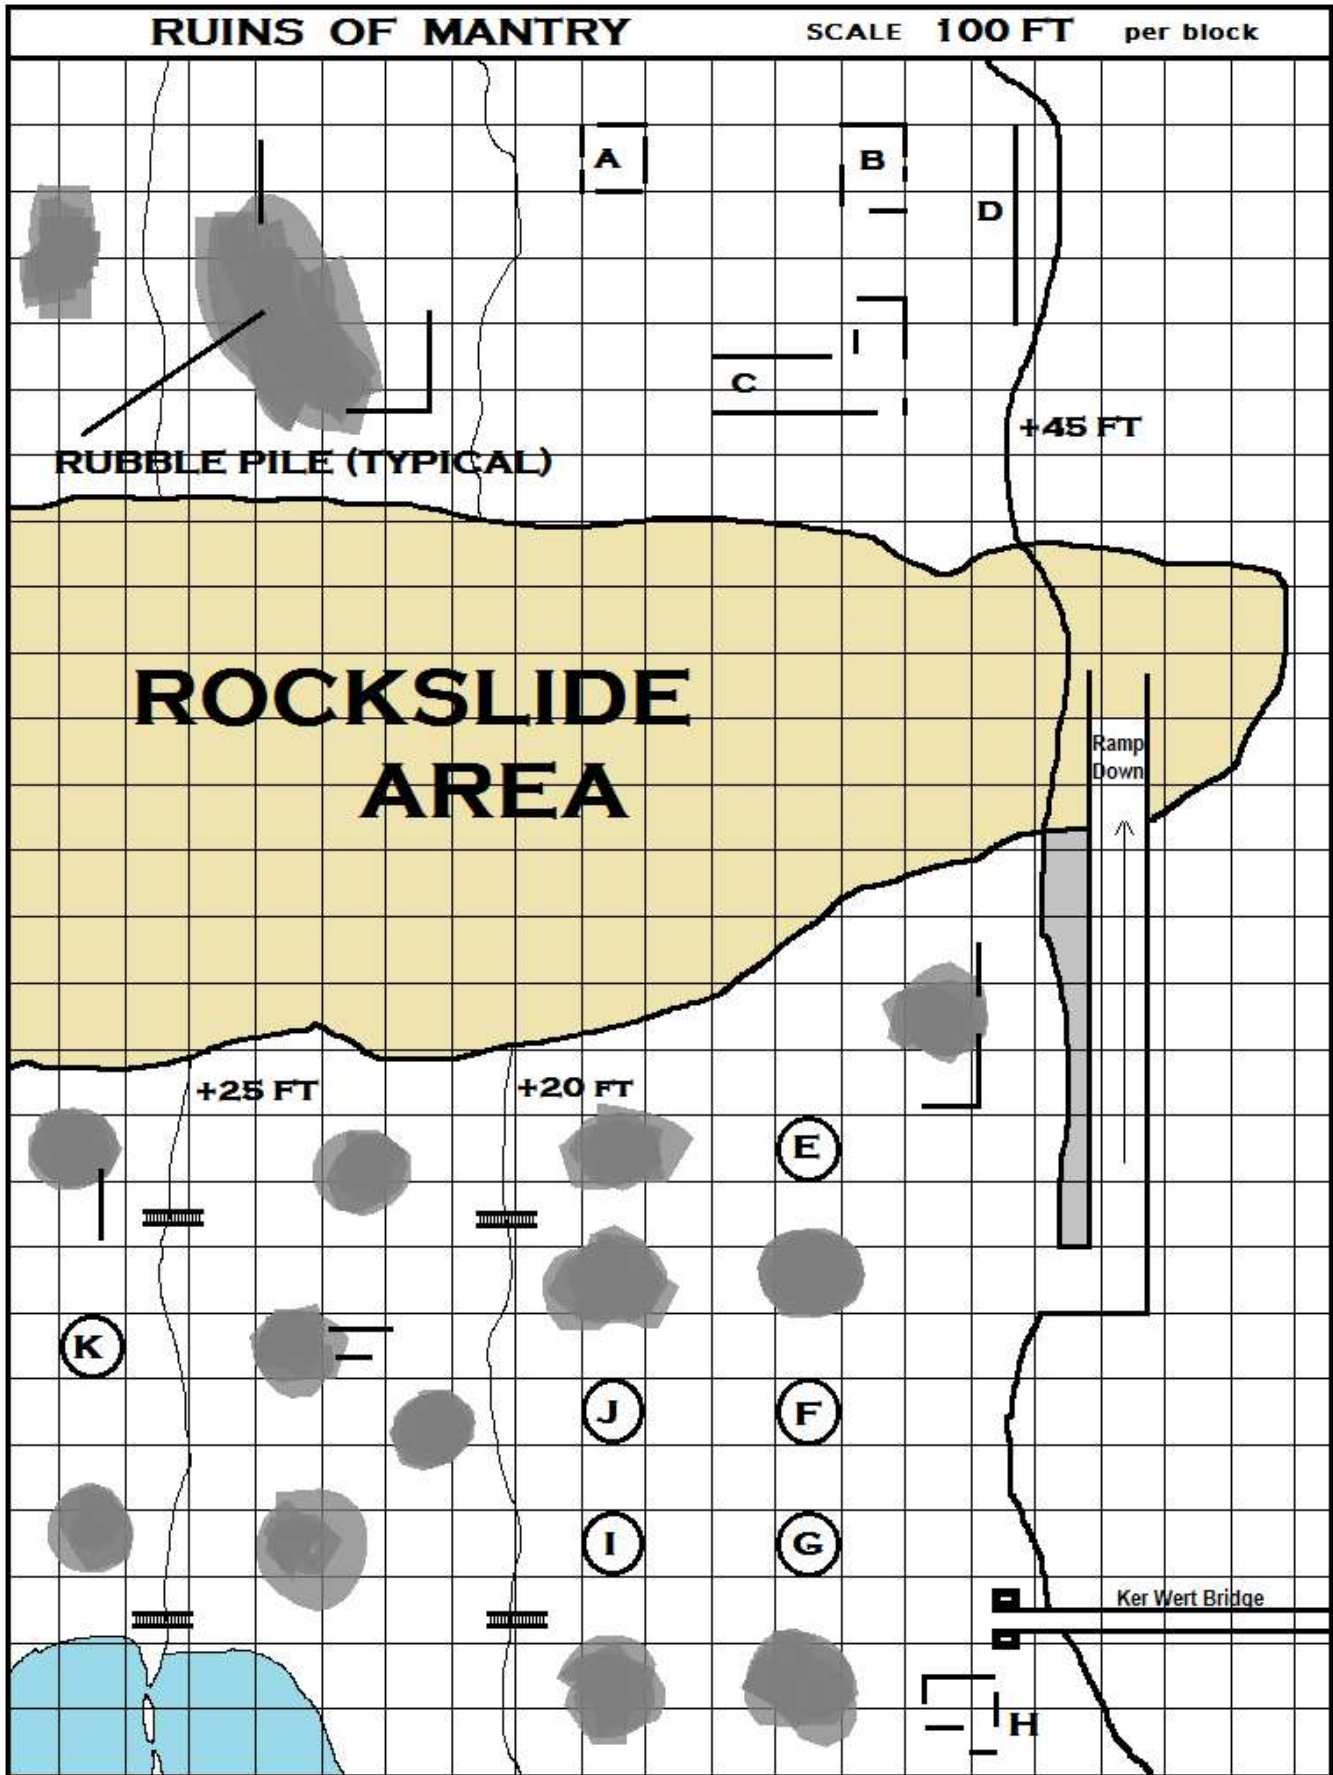 RUINS OF MANTRY SCALE 100 FT per block
A
B
D
C
+45 FT
RUBBLE PILE (TYPICAL)
ROCKSLIDE
AREA
Ramp
Down
+25 FT
+20 FT
E
K
J
F
I
G
Ker Wert Bridge
H